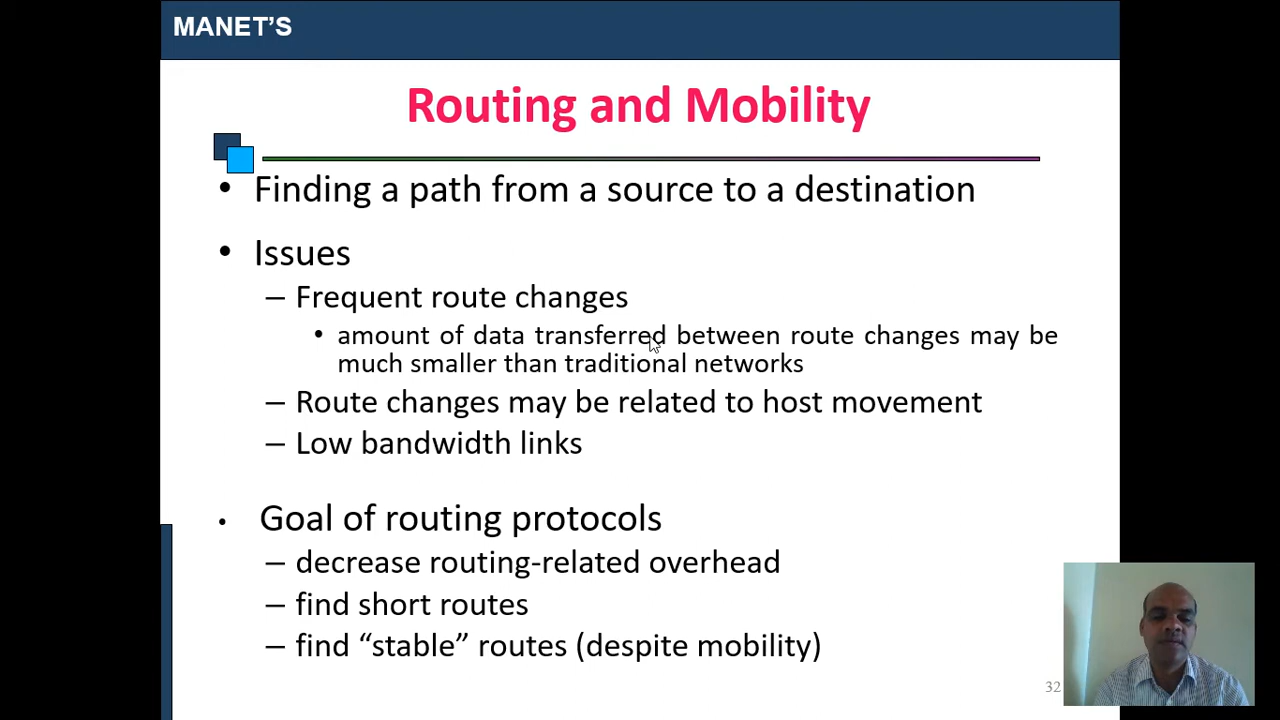 MANET'S
Routing and Mobility
• Finding a path from a source to a destination
• Issues
– Frequent route changes
• amount of data transferred between route changes may be
much smaller than traditional networks
– Route changes may be related to host movement
– Low bandwidth links
• Goal of routing protocols
– decrease routing-related overhead
– find short routes
– find “stable” routes (despite mobility)
32